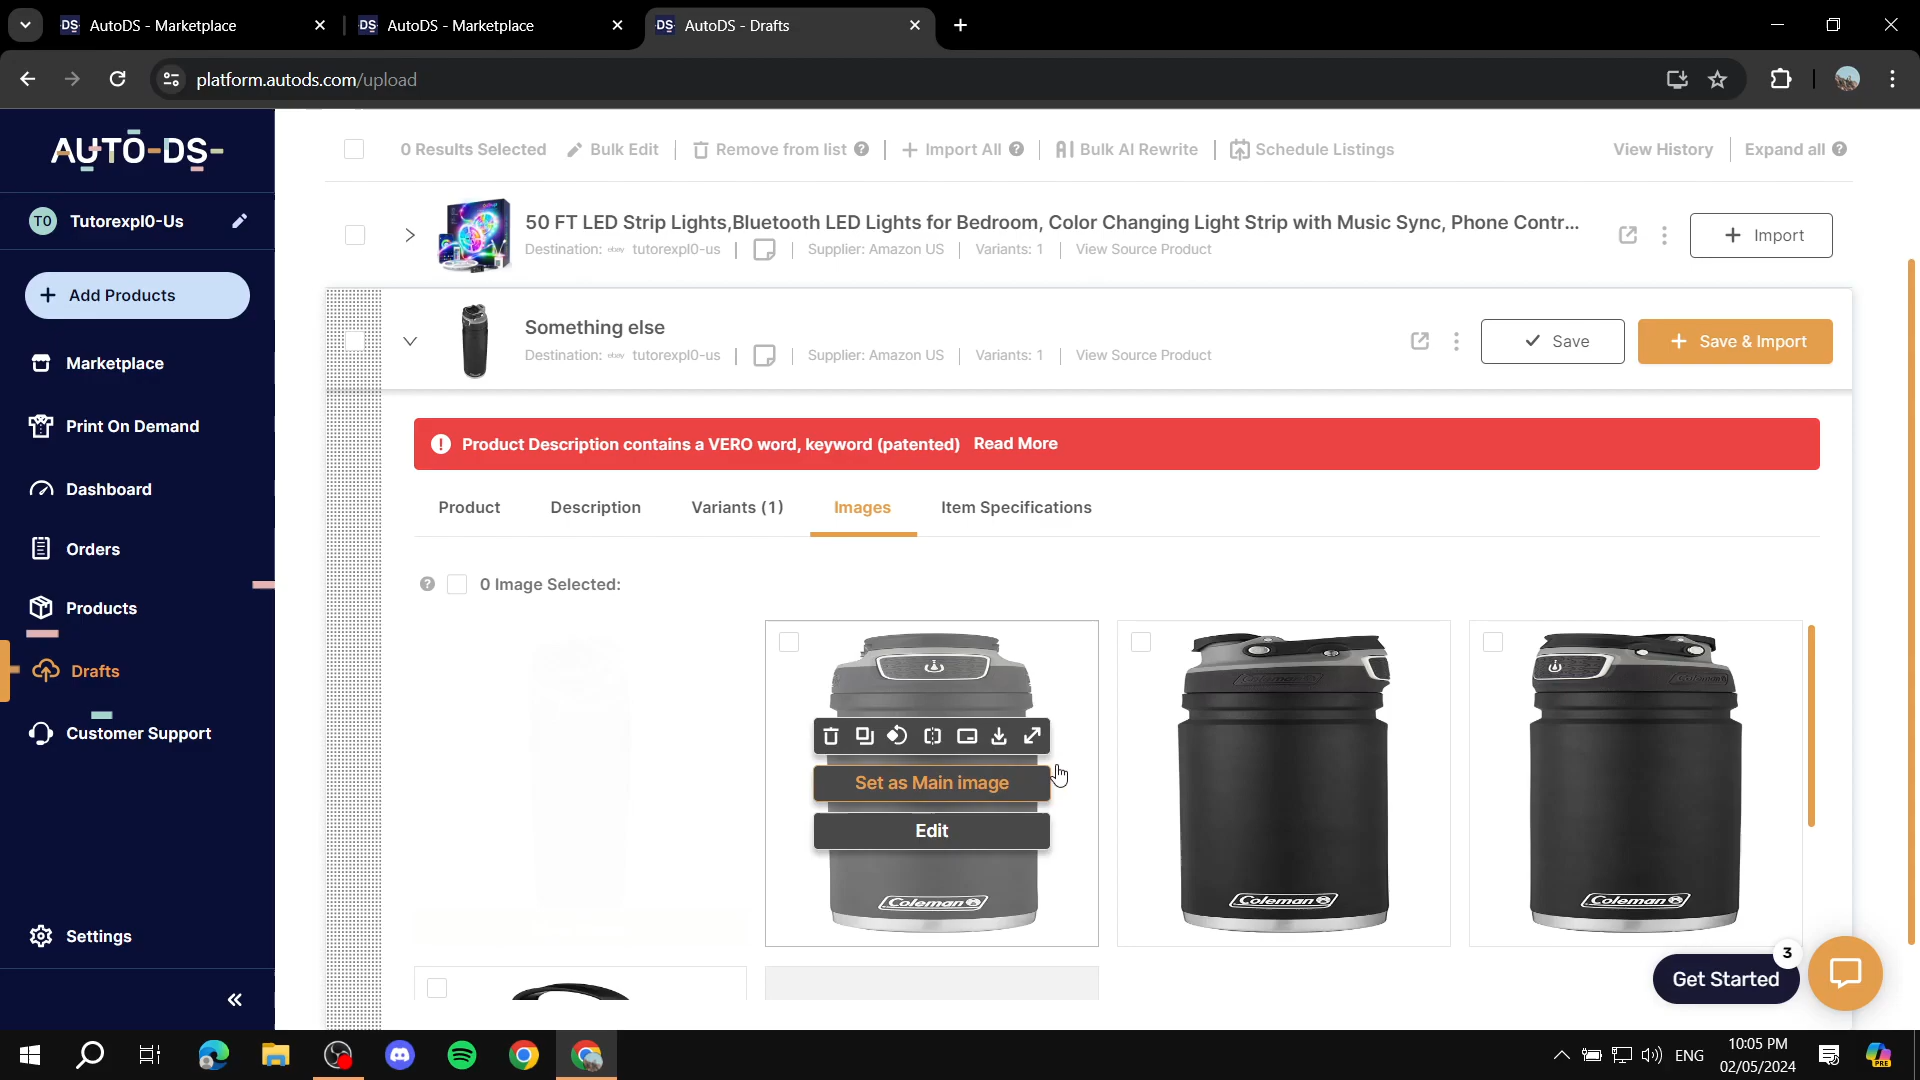 AutoDS - Marketplace
AutoDS - Marketplace
AutoDS - Drafts
platform.autods.com/upload
AUTO-DS-
TO Tutorexpl0-Us
Add Products
Marketplace
Print On Demand
Dashboard
Orders
Products
Drafts
Customer Support
Settings
0 Results Selected
Bulk Edit
Remove from list
Import All
AI Bulk AI Rewrite
Schedule Listings
View History
Expand all
50 FT LED Strip Lights,Bluetooth LED Lights for Bedroom, Color Changing Light Strip with Music Sync, Phone Contr...
Destination: ebay tutorexpl0-us
Supplier: Amazon US
Variants: 1
View Source Product
Import
Something else
Destination: ebay tutorexpl0-us
Supplier: Amazon US
Variants: 1
View Source Product
Save
Save & Import
Product Description contains a VERO word, keyword (patented) Read More
Product
Description
Variants (1)
Images
Item Specifications
0 Image Selected:
Set as Main image
Edit
Coleman
Coleman
Coleman
3
Get Started
ENG
10:05 PM
02/05/2024
PRE